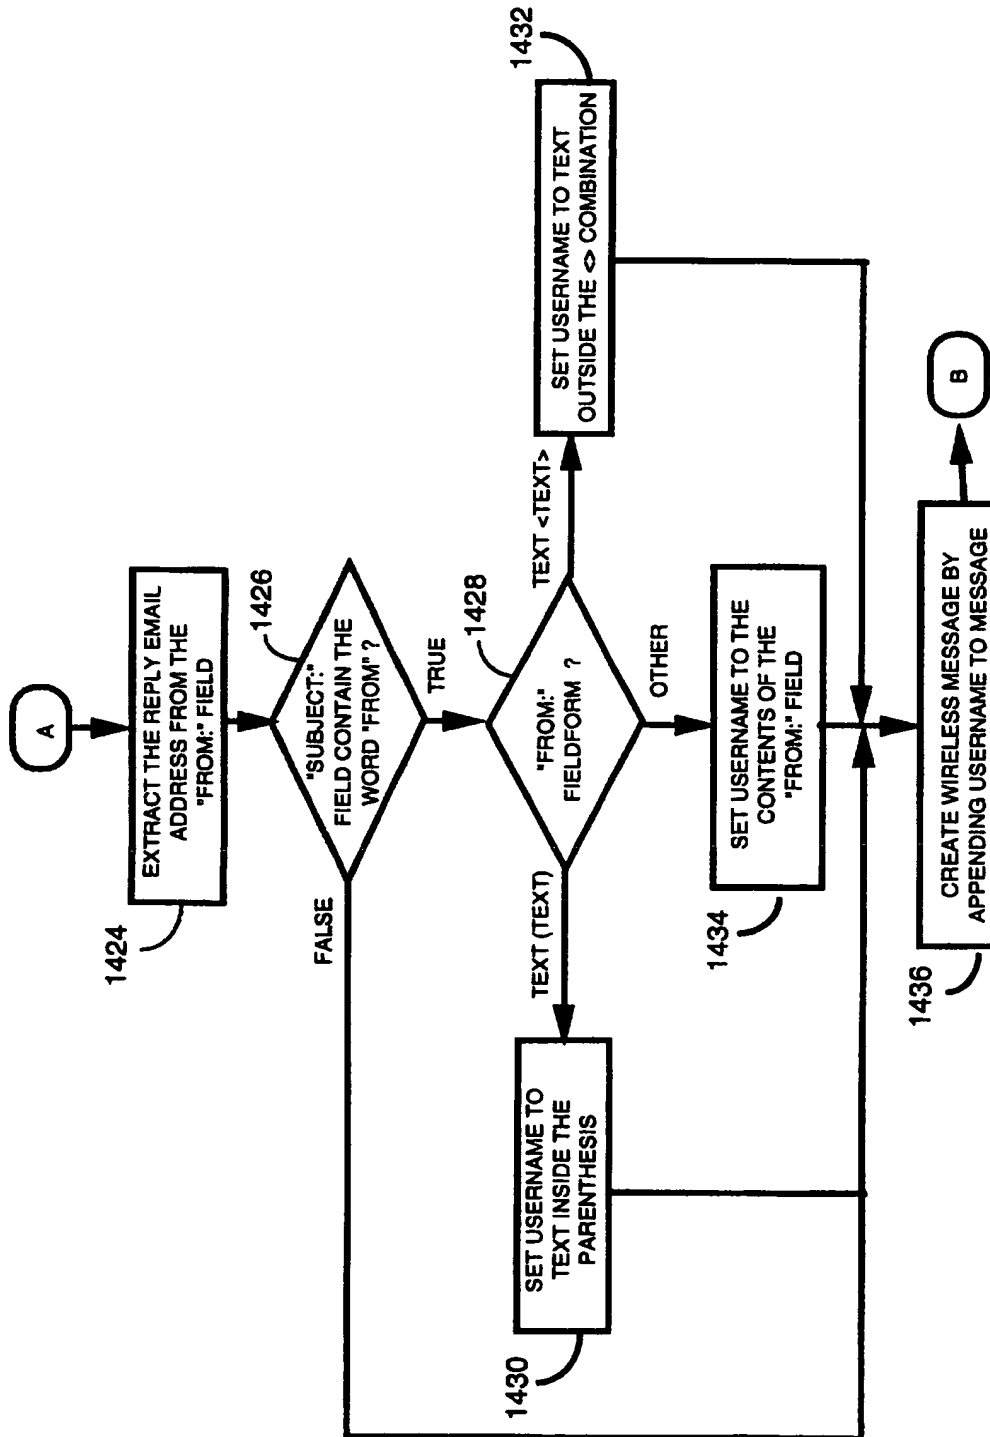 A
EXTRACT THE REPLY EMAIL
ADDRESS FROM THE
"FROM:" FIELD
1424
"SUBJECT:"
FIELD CONTAIN THE
WORD "FROM" ?
1426
FALSE
TRUE
"FROM:"
FIELDFORM ?
1428
TEXT (TEXT)
TEXT <TEXT>
OTHER
SET USERNAME TO
TEXT INSIDE THE
PARENTHESIS
1430
SET USERNAME TO TEXT
OUTSIDE THE <> COMBINATION
1432
SET USERNAME TO THE
CONTENTS OF THE
"FROM:" FIELD
1434
CREATE WIRELESS MESSAGE BY
APPENDING USERNAME TO MESSAGE
1436
B